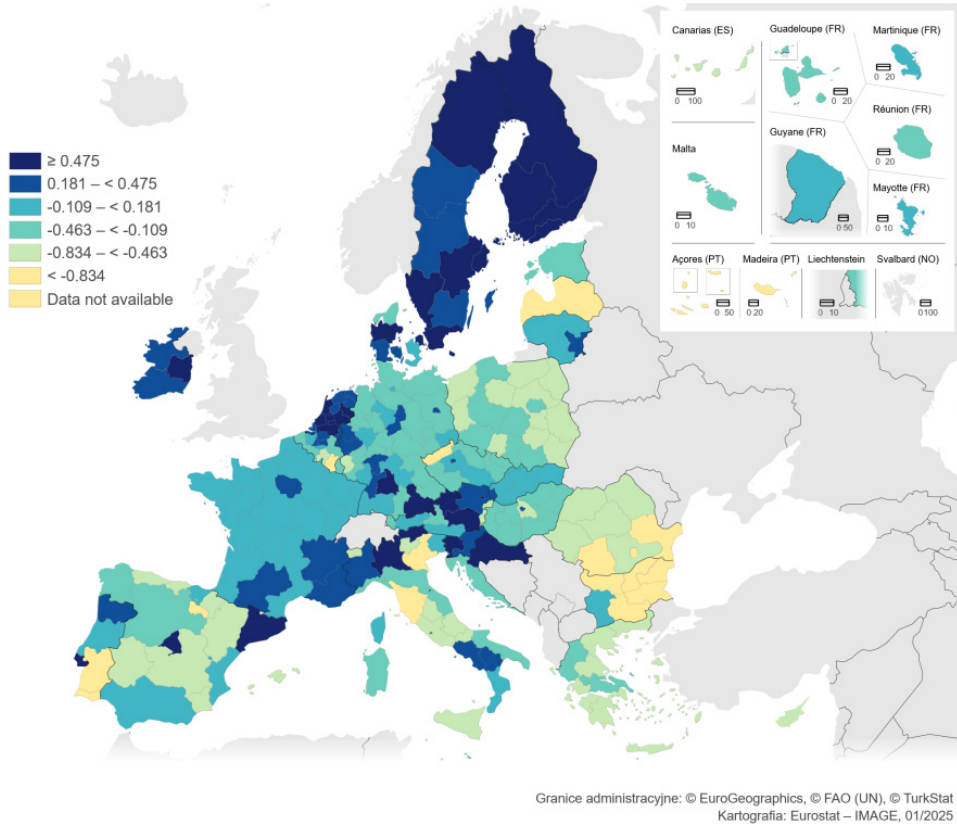 Canarias (ES)
0 100
Guadeloupe (FR)
0 20
Martinique (FR)
0 20
Réunion (FR)
0 20
Malta
0 10
Guyane (FR)
0 50
Mayotte (FR)
0 10
Açores (PT)
0 50
Madeira (PT)
0 20
Liechtenstein
0 10
Svalbard (NO)
0100
≥ 0.475
0.181 – < 0.475
-0.109 – < 0.181
-0.463 – < -0.109
-0.834 – < -0.463
< -0.834
Data not available
Granice administracyjne: © EuroGeographics, © FAO (UN), © TurkStat
Kartografia: Eurostat – IMAGE, 01/2025